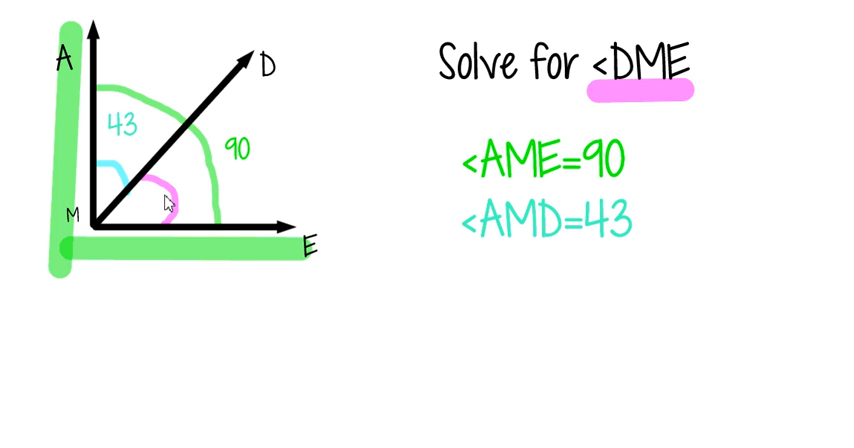 A
D
43
90
M
E
Solve for <DME
<AME=90
<AMD=43